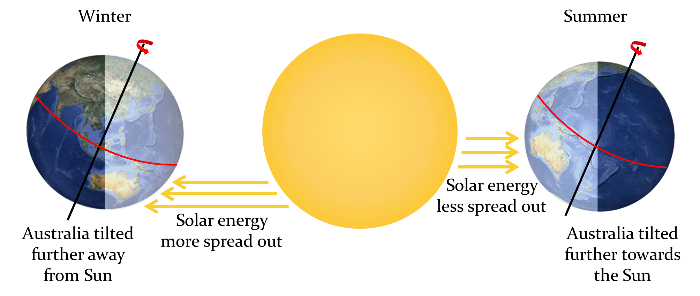 Winter
Summer
Solar energy
more spread out
Solar energy
less spread out
Australia tilted
further away
from Sun
Australia tilted
further towards
the Sun